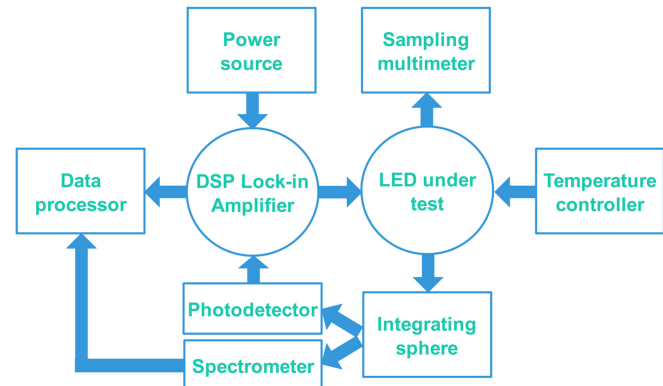 Power
source
Sampling
multimeter
Data
processor
DSP Lock-in
Amplifier
LED under
test
Temperature
controller
Photodetector
Spectrometer
Integrating
sphere